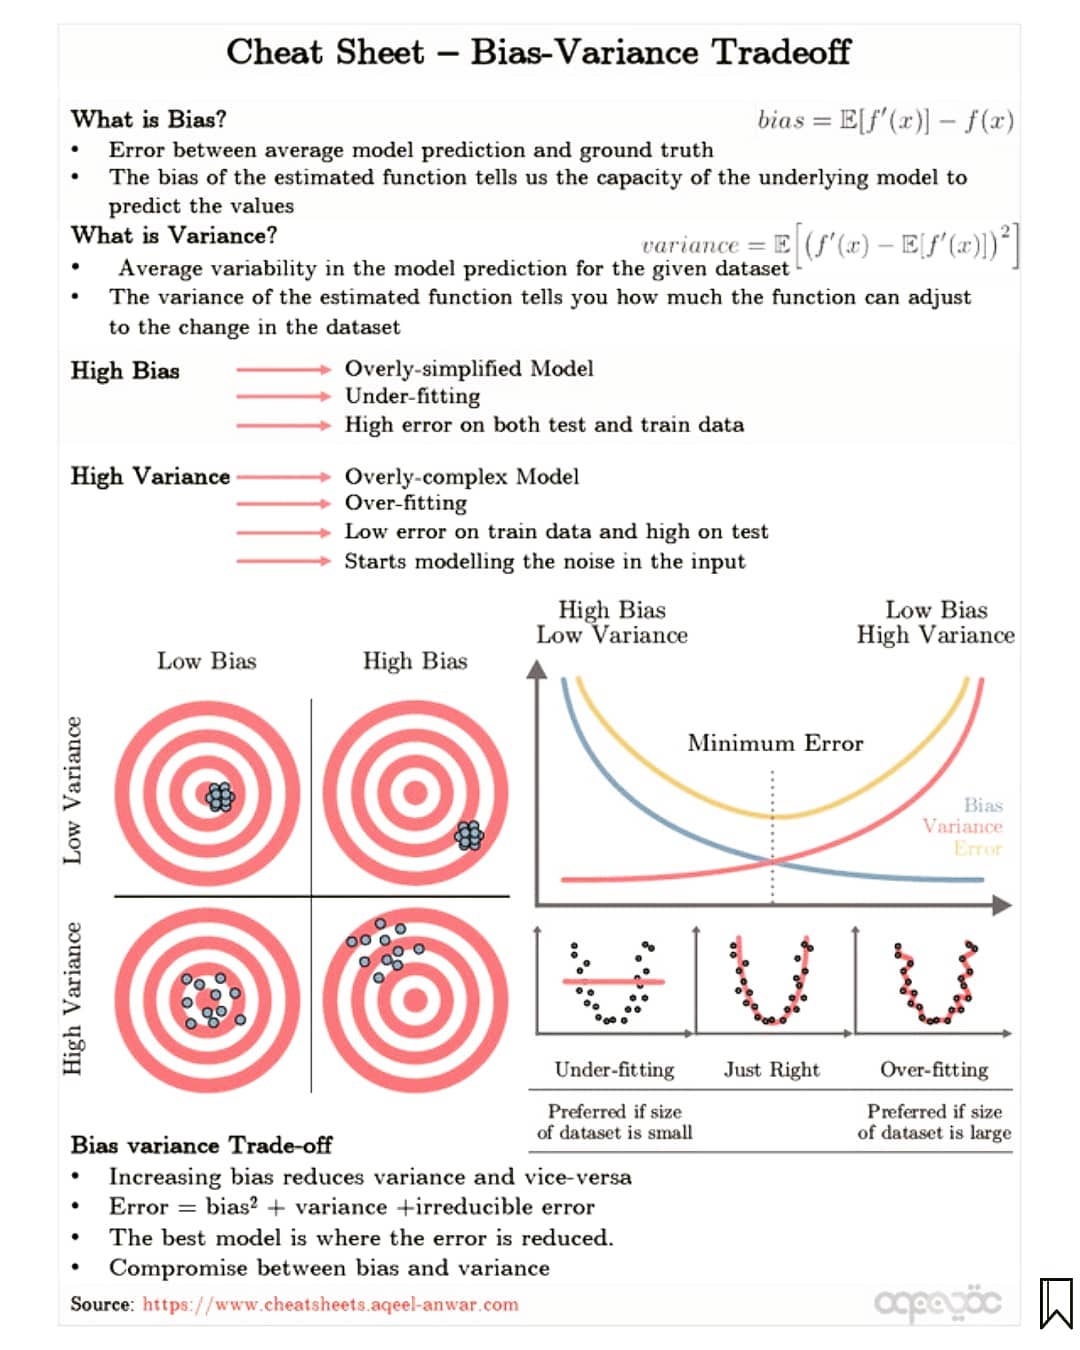 Cheat Sheet – Bias-Variance Tradeoff
What is Bias?
bias = 𝔼[f′(x)] − f(x)
• Error between average model prediction and ground truth
• The bias of the estimated function tells us the capacity of the underlying model to
predict the values
What is Variance?
variance = 𝔼[(f′(x) − 𝔼[f′(x)])²]
• Average variability in the model prediction for the given dataset
• The variance of the estimated function tells you how much the function can adjust
to the change in the dataset
High Bias
Overly-simplified Model
Under-fitting
High error on both test and train data
High Variance
Overly-complex Model
Over-fitting
Low error on train data and high on test
Starts modelling the noise in the input
Low Bias
High Bias
Low Variance
High Variance
High Bias
Low Variance
Low Bias
High Variance
Minimum Error
Bias
Variance
Error
Under-fitting
Just Right
Over-fitting
Preferred if size
of dataset is small
Preferred if size
of dataset is large
Bias variance Trade-off
• Increasing bias reduces variance and vice-versa
• Error = bias² + variance +irreducible error
• The best model is where the error is reduced.
• Compromise between bias and variance
Source: https://www.cheatsheets.aqeel-anwar.com